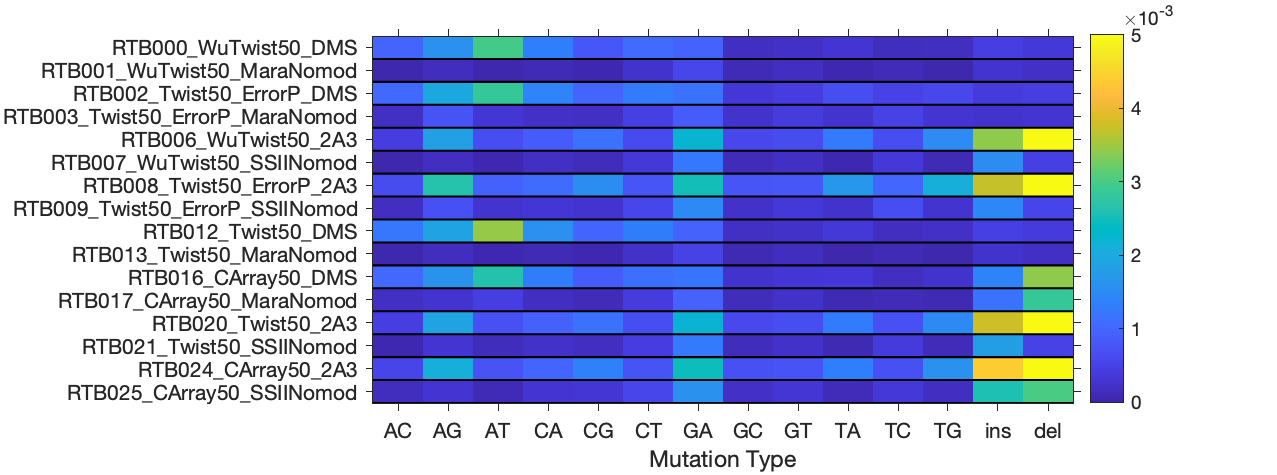 ×10-3
RTB000_WuTwist50_DMS
RTB001_WuTwist50_MaraNomod
RTB002_Twist50_ErrorP_DMS
RTB003_Twist50_ErrorP_MaraNomod
RTB006_WuTwist50_2A3
RTB007_WuTwist50_SSIINomod
RTB008_Twist50_ErrorP_2A3
RTB009_Twist50_ErrorP_SSIINomod
RTB012_Twist50_DMS
RTB013_Twist50_MaraNomod
RTB016_CArray50_DMS
RTB017_CArray50_MaraNomod
RTB020_Twist50_2A3
RTB021_Twist50_SSIINomod
RTB024_CArray50_2A3
RTB025_CArray50_SSIINomod
AC AG AT CA CG CT GA GC GT TA TC TG ins del
Mutation Type
5
4
3
2
1
0